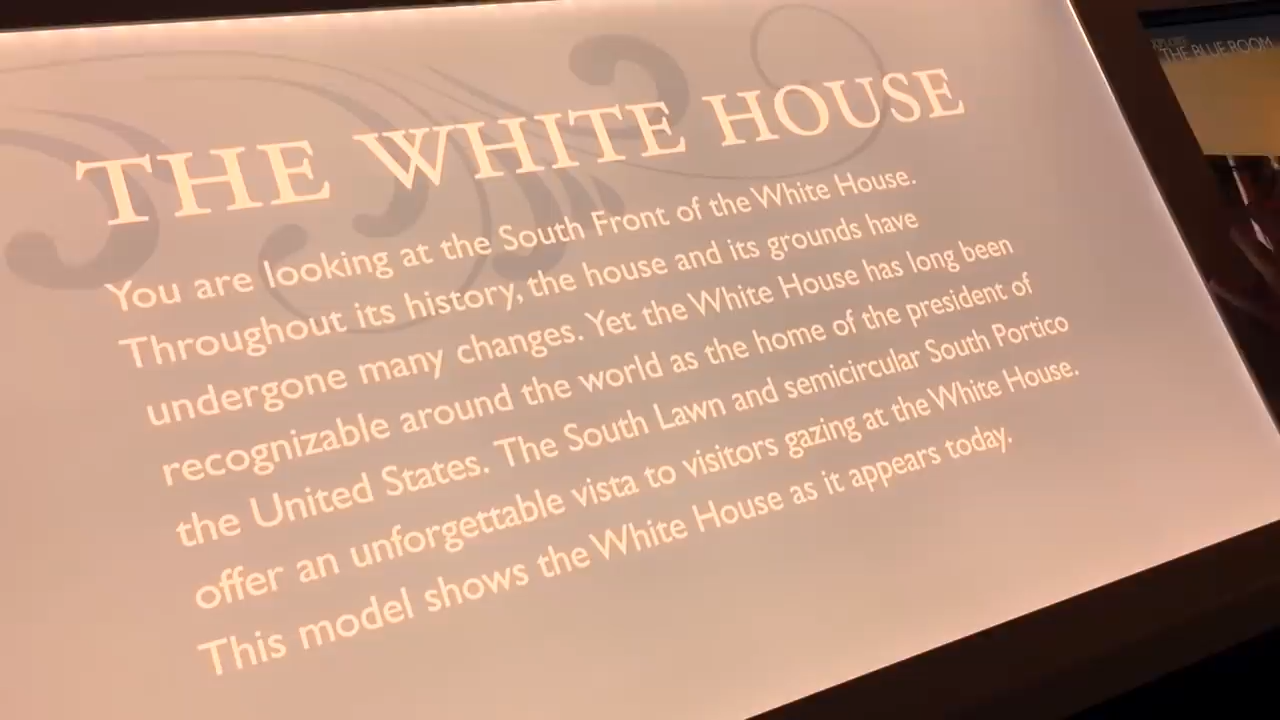 THE WHITE HOUSE
You are looking at the South Front of the White House.
Throughout its history, the house and its grounds have
undergone many changes. Yet the White House has long been
recognizable around the world as the home of the president of
the United States. The South Lawn and semicircular South Portico
offer an unforgettable vista to visitors gazing at the White House.
This model shows the White House as it appears today.
THE BLUE ROOM